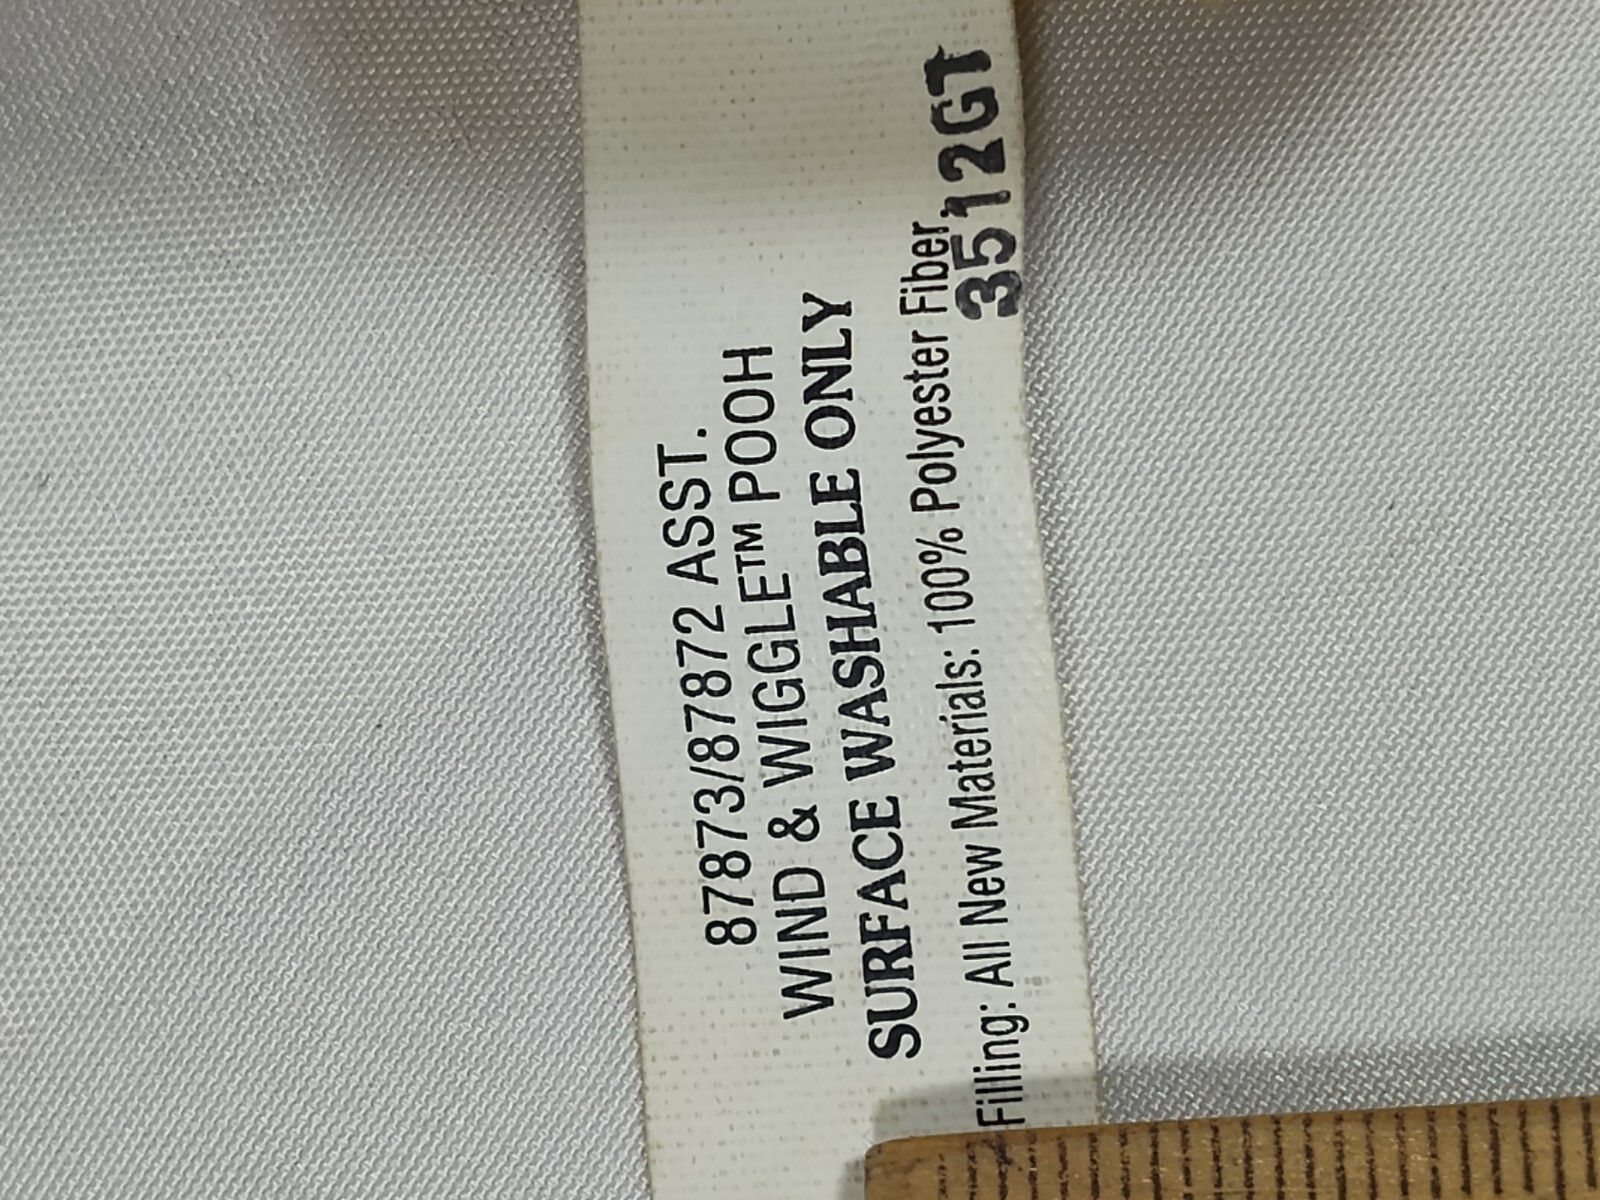 87873/87872 ASST.
WIND & WIGGLE™ POOH
SURFACE WASHABLE ONLY
Filling: All New Materials: 100% Polyester Fiber.
3512GT